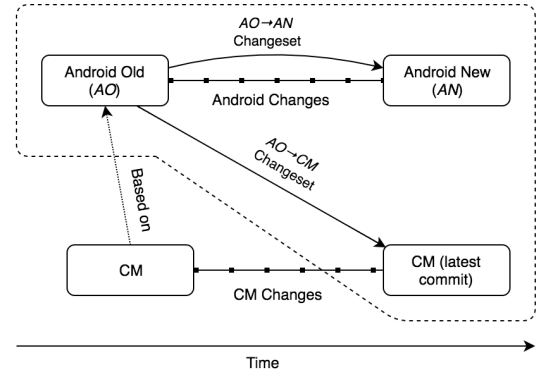 AO→AN
Changeset
Android Old
(AO)
Android New
(AN)
Android Changes
AO→CM
Changeset
Based on
CM
CM (latest
commit)
CM Changes
Time